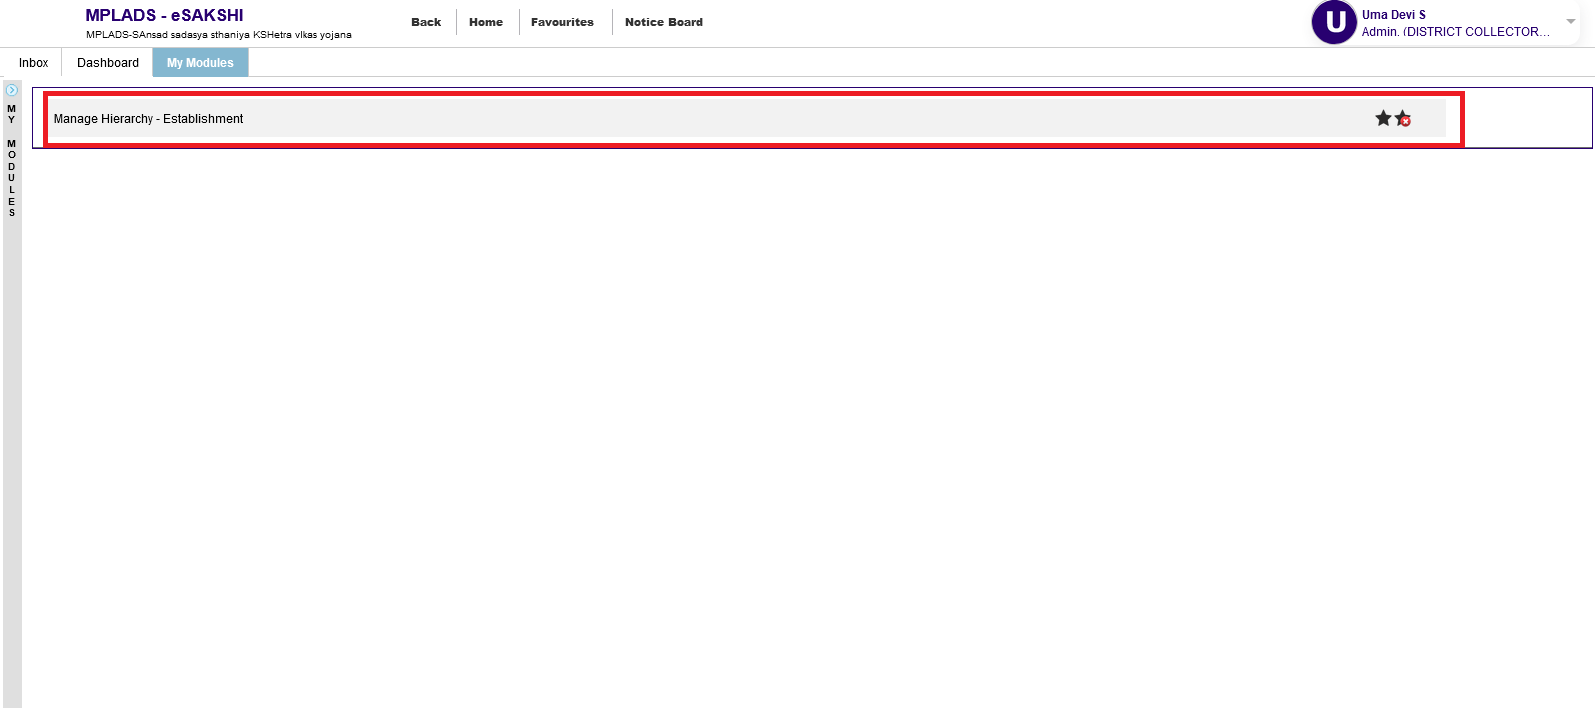 MPLADS - eSAKSHI
MPLADS-SAnsad sadasya sthaniya KSHetra vIkas yojana
Back
Home
Favourites
Notice Board
U
Uma Devi S
Admin. (DISTRICT COLLECTOR...
Inbox
Dashboard
My Modules
MY MODULES
Manage Hierarchy - Establishment